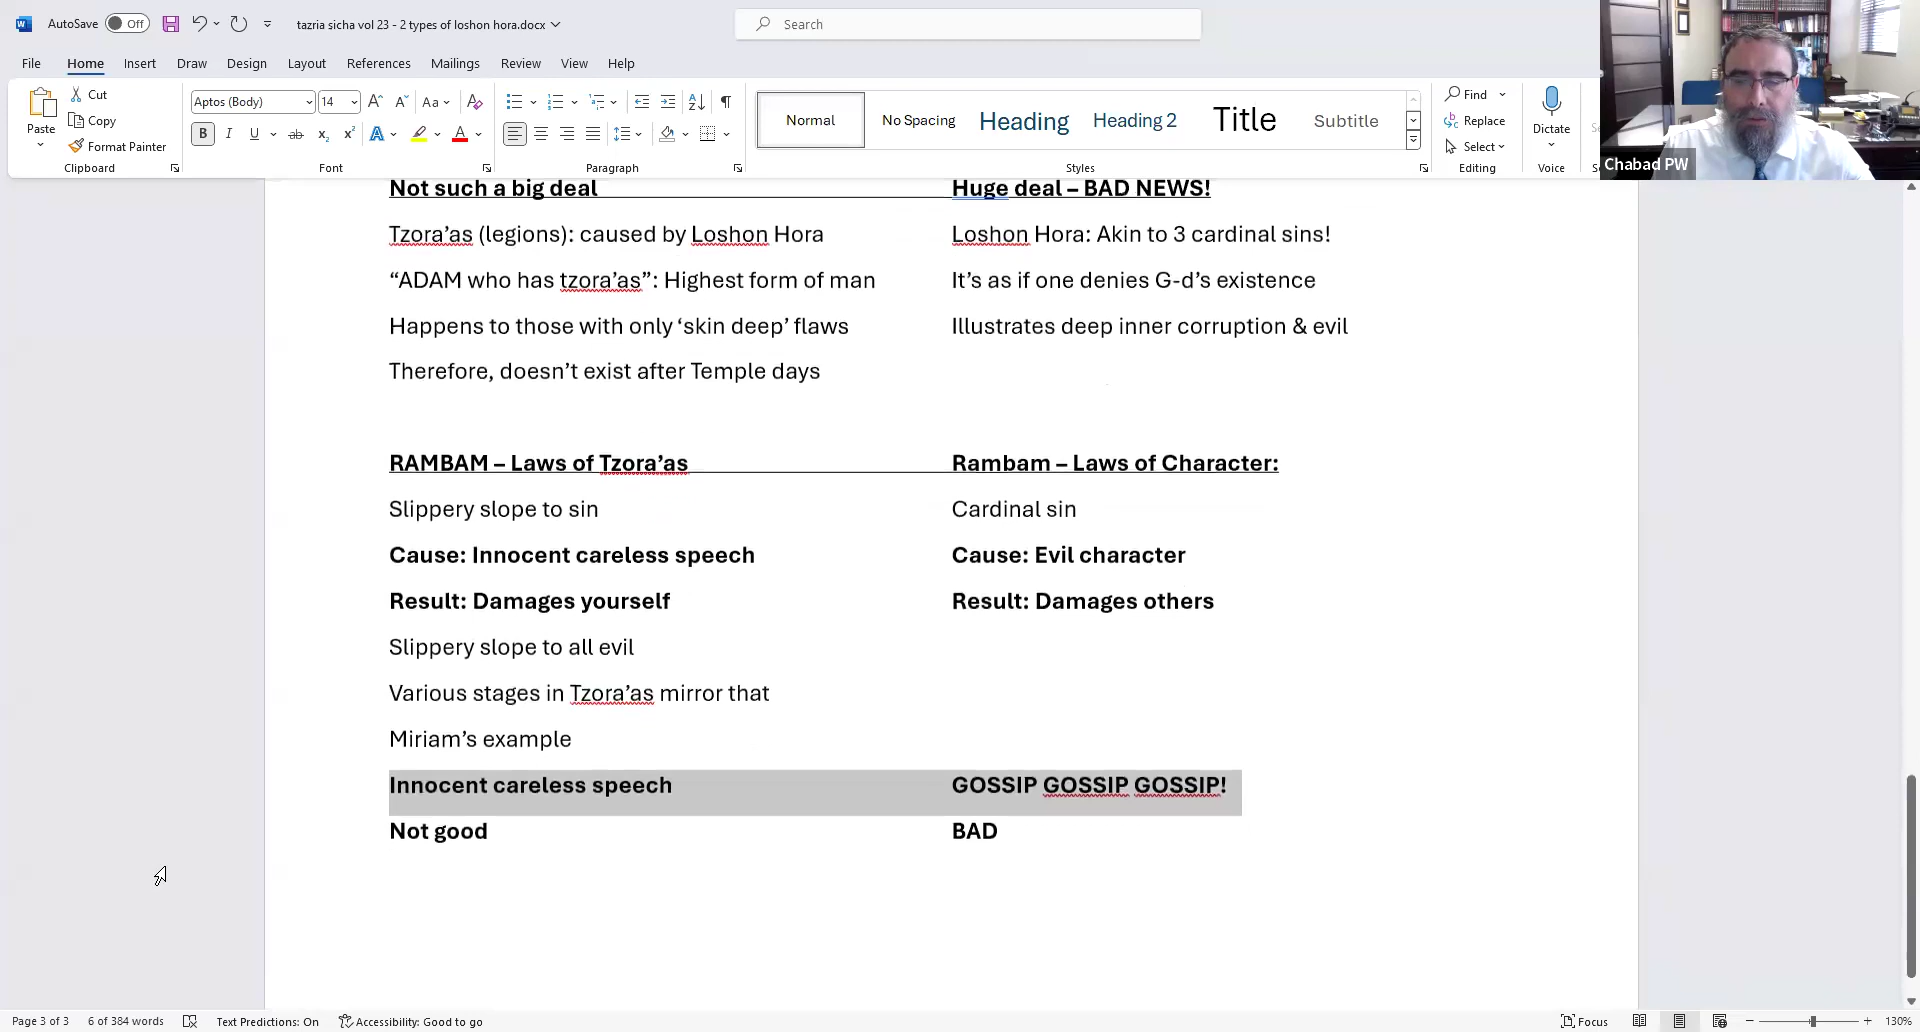 AutoSave Off tazria sicha vol 23 - 2 types of loshon hora.docx Search
File Home Insert Draw Design Layout References Mailings Review View Help
Paste Cut Copy Format Painter Clipboard
Aptos (Body) 14 Aa B I U ab x₂ x² A A Font
Paragraph
Normal No Spacing Heading Heading 2 Title Subtitle Styles
Find Replace Select Editing
Dictate Voice
Chabad PW
Not such a big deal Huge deal – BAD NEWS!
Tzora’as (legions): caused by Loshon Hora Loshon Hora: Akin to 3 cardinal sins!
“ADAM who has tzora’as”: Highest form of man It’s as if one denies G-d’s existence
Happens to those with only ‘skin deep’ flaws Illustrates deep inner corruption & evil
Therefore, doesn’t exist after Temple days
RAMBAM – Laws of Tzora’as Rambam – Laws of Character:
Slippery slope to sin Cardinal sin
Cause: Innocent careless speech Cause: Evil character
Result: Damages yourself Result: Damages others
Slippery slope to all evil
Various stages in Tzora’as mirror that
Miriam’s example
Innocent careless speech GOSSIP GOSSIP GOSSIP!
Not good BAD
Page 3 of 3 6 of 384 words Text Predictions: On Accessibility: Good to go Focus 130%